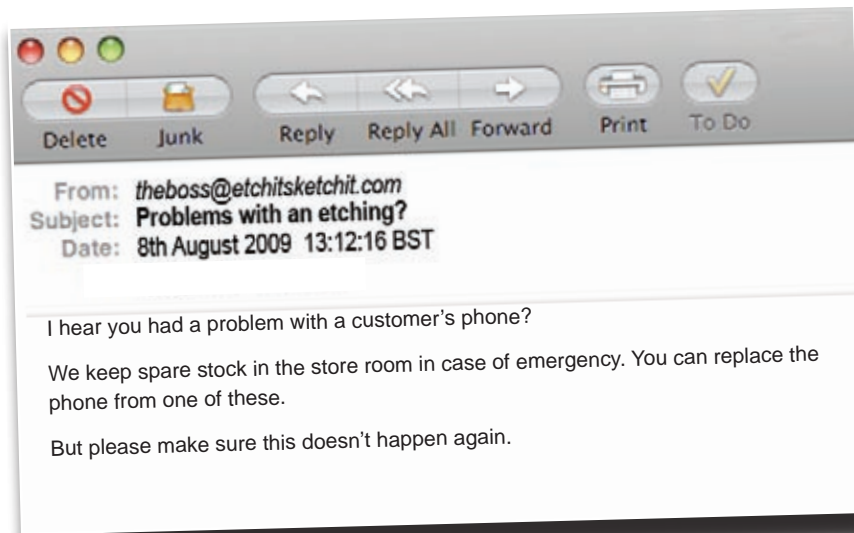 Delete Junk Reply Reply All Forward Print To Do
From: theboss@etchitsketchit.com
Subject: Problems with an etching?
Date: 8th August 2009 13:12:16 BST
I hear you had a problem with a customer's phone?
We keep spare stock in the store room in case of emergency. You can replace the
phone from one of these.
But please make sure this doesn't happen again.